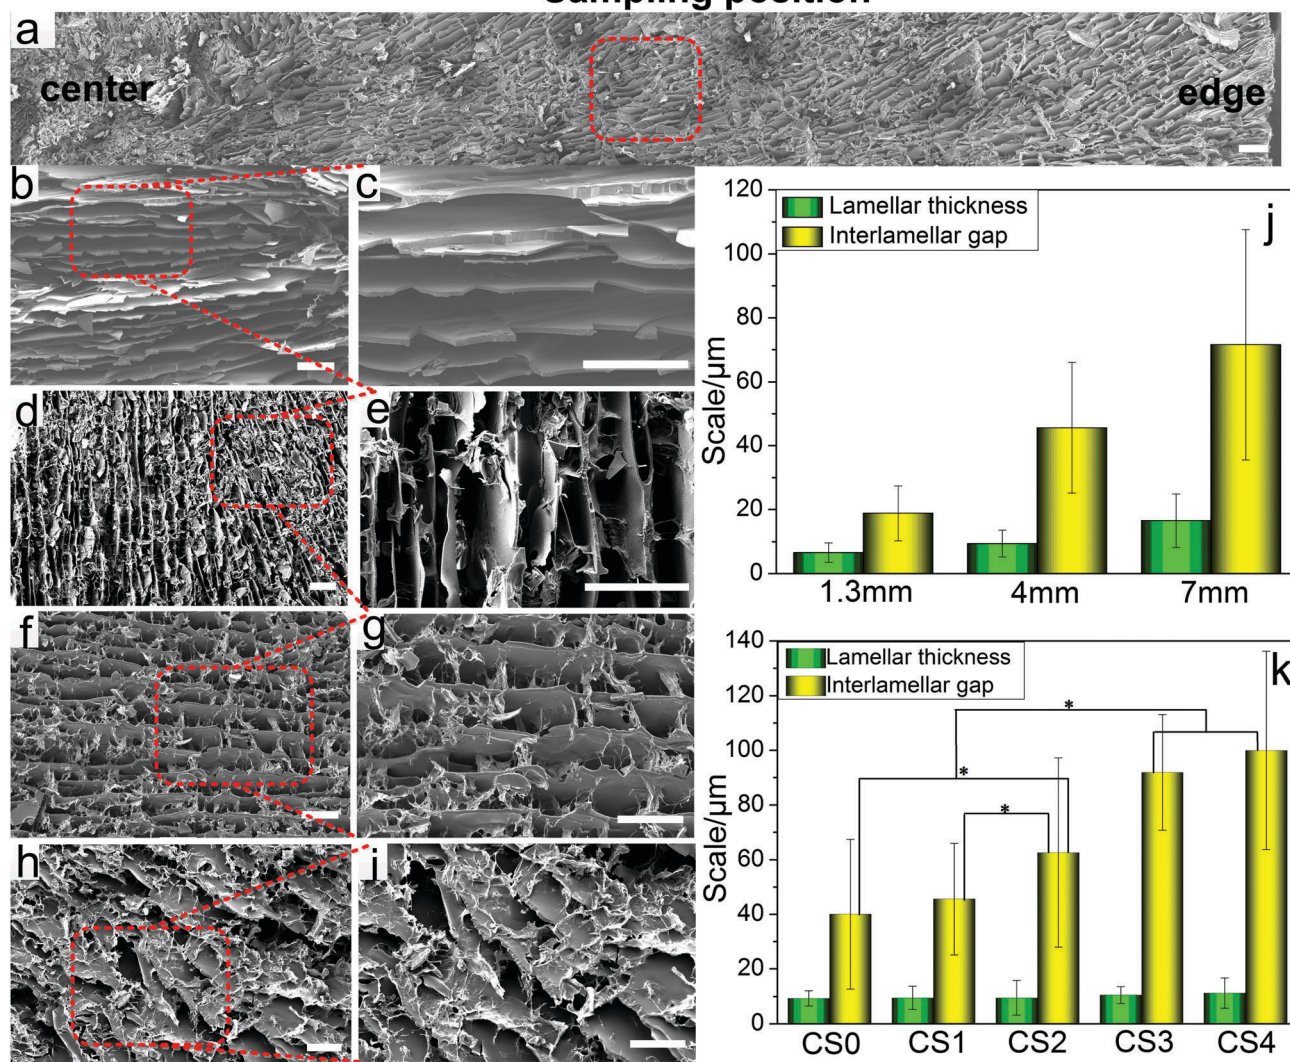 Sampling position
a
center
edge
b
c
d
e
f
g
h
i
j
Lamellar thickness
Interlamellar gap
Scale/μm
120
100
80
60
40
20
0
1.3mm
4mm
7mm
k
Lamellar thickness
Interlamellar gap
Scale/μm
140
120
100
80
60
40
20
0
*
*
*
CS0
CS1
CS2
CS3
CS4